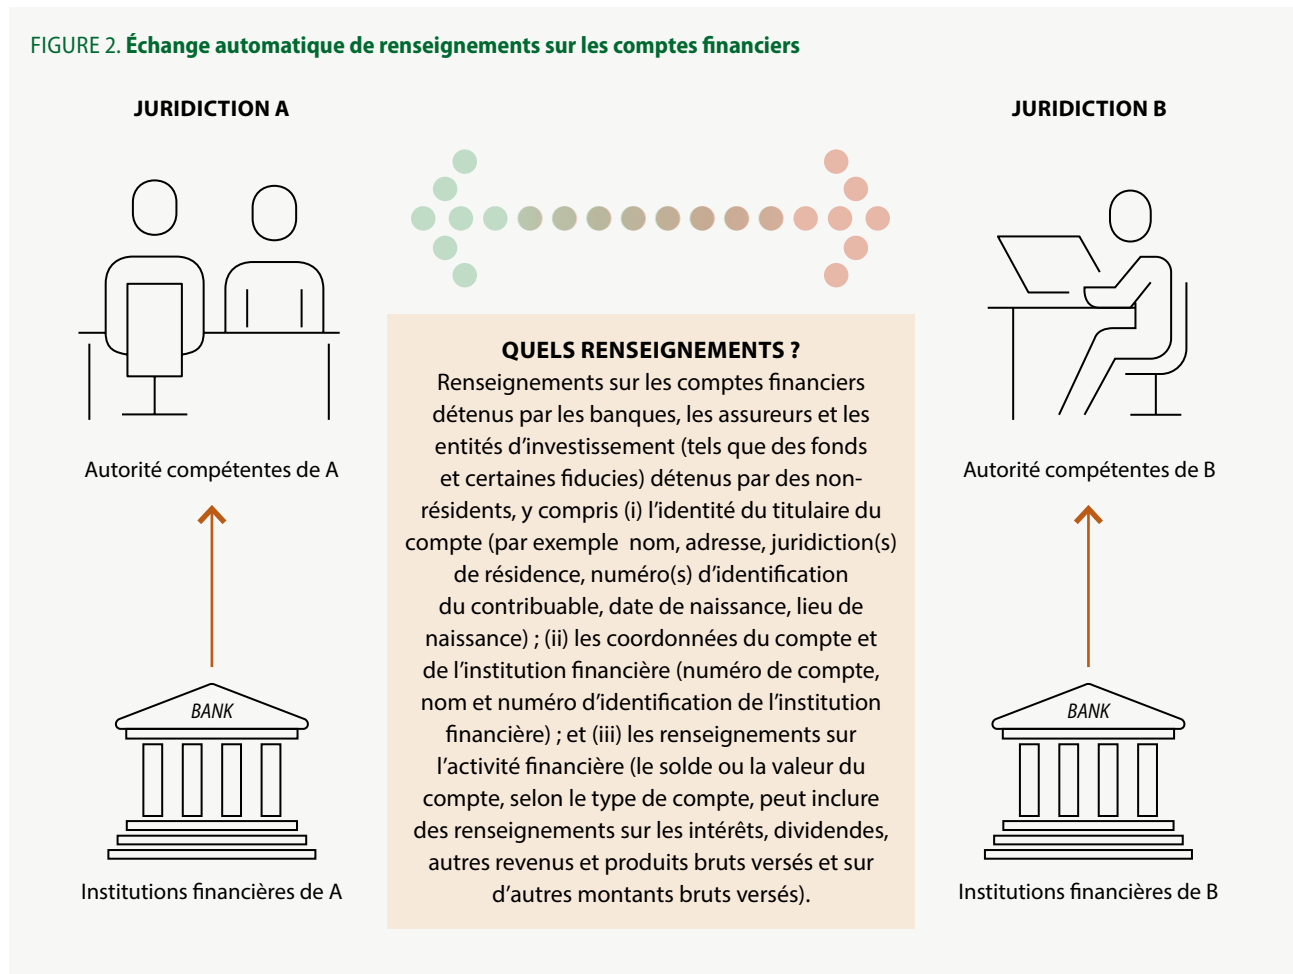 FIGURE 2. Échange automatique de renseignements sur les comptes financiers
JURIDICTION A
JURIDICTION B
QUELS RENSEIGNEMENTS ?
Renseignements sur les comptes financiers
détenus par les banques, les assureurs et les
entités d’investissement (tels que des fonds
et certaines fiducies) détenus par des non-
résidents, y compris (i) l’identité du titulaire du
compte (par exemple nom, adresse, juridiction(s)
de résidence, numéro(s) d’identification
du contribuable, date de naissance, lieu de
naissance) ; (ii) les coordonnées du compte et
de l’institution financière (numéro de compte,
nom et numéro d’identification de l’institution
financière) ; et (iii) les renseignements sur
l’activité financière (le solde ou la valeur du
compte, selon le type de compte, peut inclure
des renseignements sur les intérêts, dividendes,
autres revenus et produits bruts versés et sur
d’autres montants bruts versés).
Autorité compétentes de A
Autorité compétentes de B
BANK
BANK
Institutions financières de A
Institutions financières de B